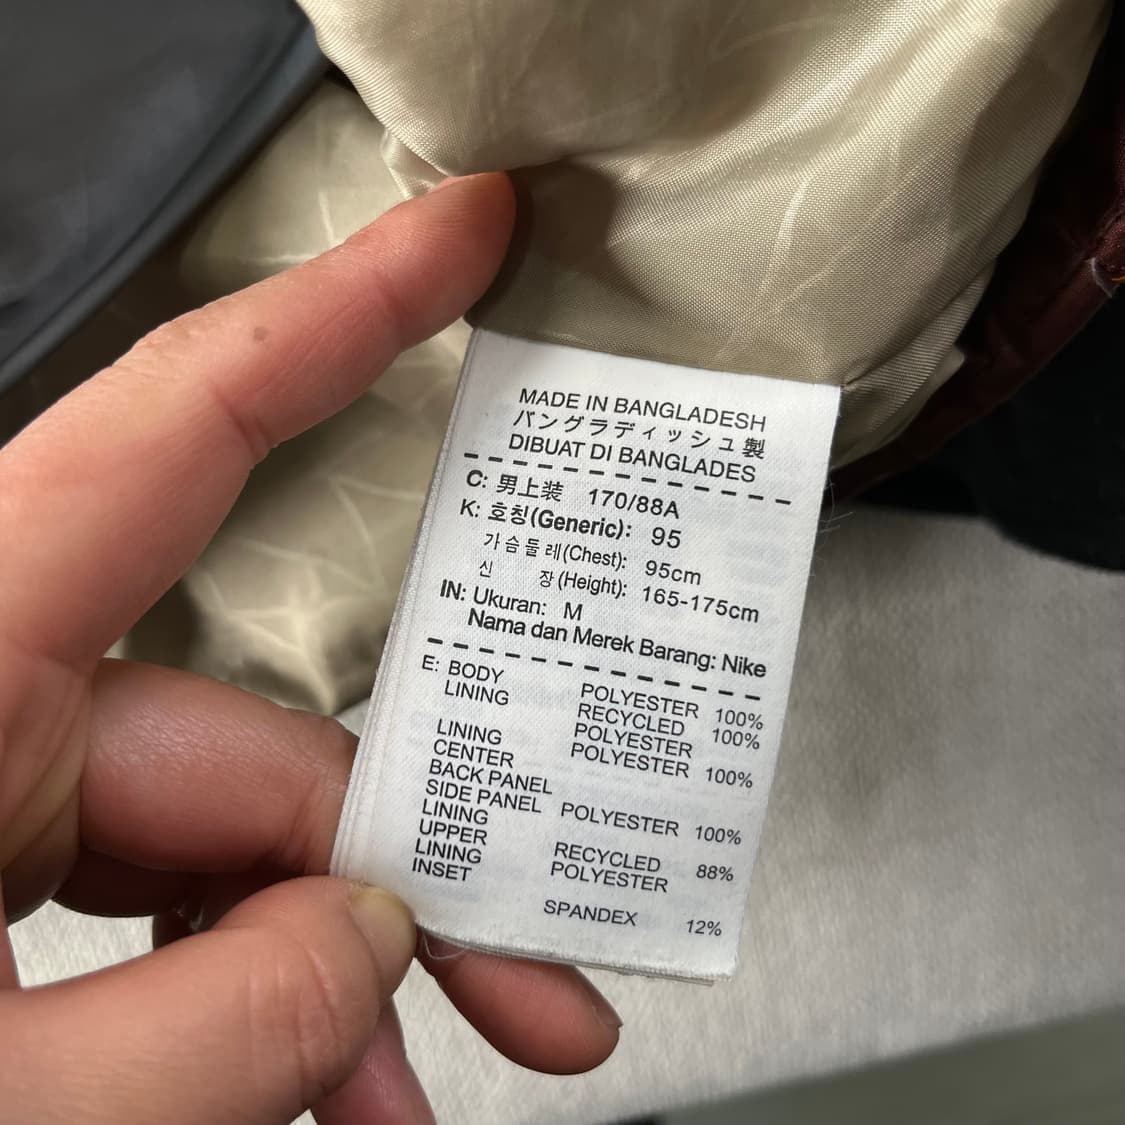 MADE IN BANGLADESH
バングラディッシュ製
DIBUAT DI BANGLADES
C: 男上装 170/88A
K: 호칭(Generic): 95
가슴둘레(Chest): 95cm
신 장(Height): 165-175cm
IN: Ukuran: M
Nama dan Merek Barang: Nike
E: BODY POLYESTER 100%
LINING RECYCLED 100%
POLYESTER
LINING POLYESTER 100%
CENTER
BACK PANEL
SIDE PANEL POLYESTER 100%
LINING
UPPER RECYCLED 88%
LINING POLYESTER
INSET
SPANDEX 12%